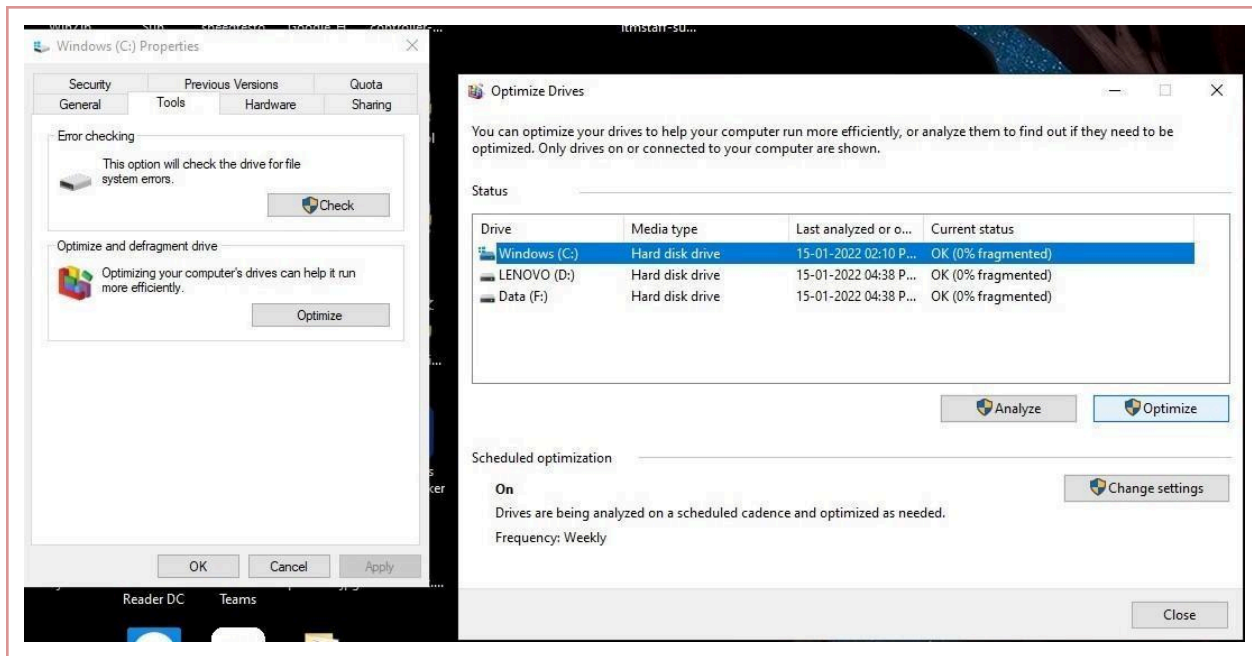 itmstaff-su...
Windows (C:) Properties
Security
Previous Versions
Quota
General
Tools
Hardware
Sharing
Error checking
This option will check the drive for file
system errors.
Check
Optimize and defragment drive
Optimizing your computer's drives can help it run
more efficiently.
Optimize
OK
Cancel
Apply
Optimize Drives
You can optimize your drives to help your computer run more efficiently, or analyze them to find out if they need to be
optimized. Only drives on or connected to your computer are shown.
Status
Drive Media type Last analyzed or o... Current status
Windows (C:) Hard disk drive 15-01-2022 02:10 P... OK (0% fragmented)
LENOVO (D:) Hard disk drive 15-01-2022 04:38 P... OK (0% fragmented)
Data (F:) Hard disk drive 15-01-2022 04:38 P... OK (0% fragmented)
Analyze
Optimize
Scheduled optimization
On
Change settings
Drives are being analyzed on a scheduled cadence and optimized as needed.
Frequency: Weekly
Close
Reader DC
Teams